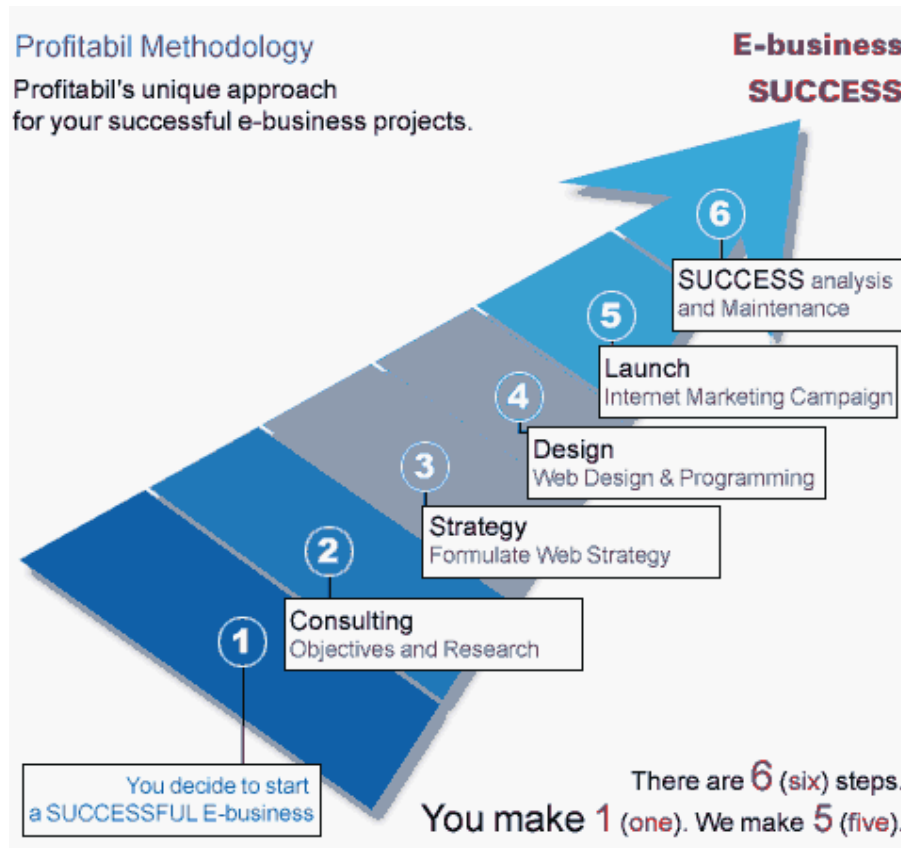 Profitabil Methodology
Profitabil's unique approach
for your successful e-business projects.
E-business
SUCCESS
6
SUCCESS analysis
and Maintenance
5
Launch
Internet Marketing Campaign
4
Design
Web Design & Programming
3
Strategy
Formulate Web Strategy
2
Consulting
Objectives and Research
1
You decide to start
a SUCCESSFUL E-business
There are 6 (six) steps.
You make 1 (one). We make 5 (five).